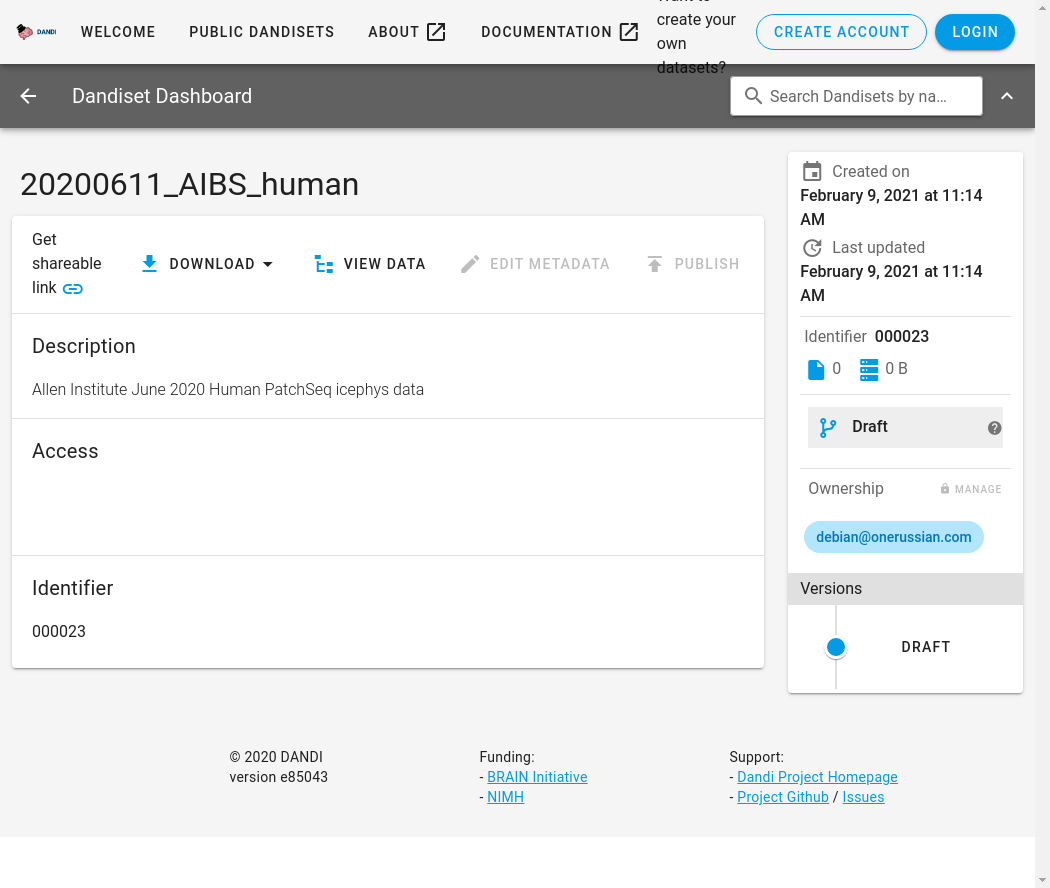 DANDI
WELCOME
PUBLIC DANDISETS
ABOUT
DOCUMENTATION
create your
own
datasets?
CREATE ACCOUNT
LOGIN
Dandiset Dashboard
Search Dandisets by na...
20200611_AIBS_human
Get
shareable
link
DOWNLOAD
VIEW DATA
EDIT METADATA
PUBLISH
Description
Allen Institute June 2020 Human PatchSeq icephys data
Access
Identifier
000023
Created on
February 9, 2021 at 11:14
AM
Last updated
February 9, 2021 at 11:14
AM
Identifier 000023
0
0 B
Draft
Ownership
MANAGE
debian@onerussian.com
Versions
DRAFT
© 2020 DANDI
version e85043
Funding:
- BRAIN Initiative
- NIMH
Support:
- Dandi Project Homepage
- Project Github / Issues